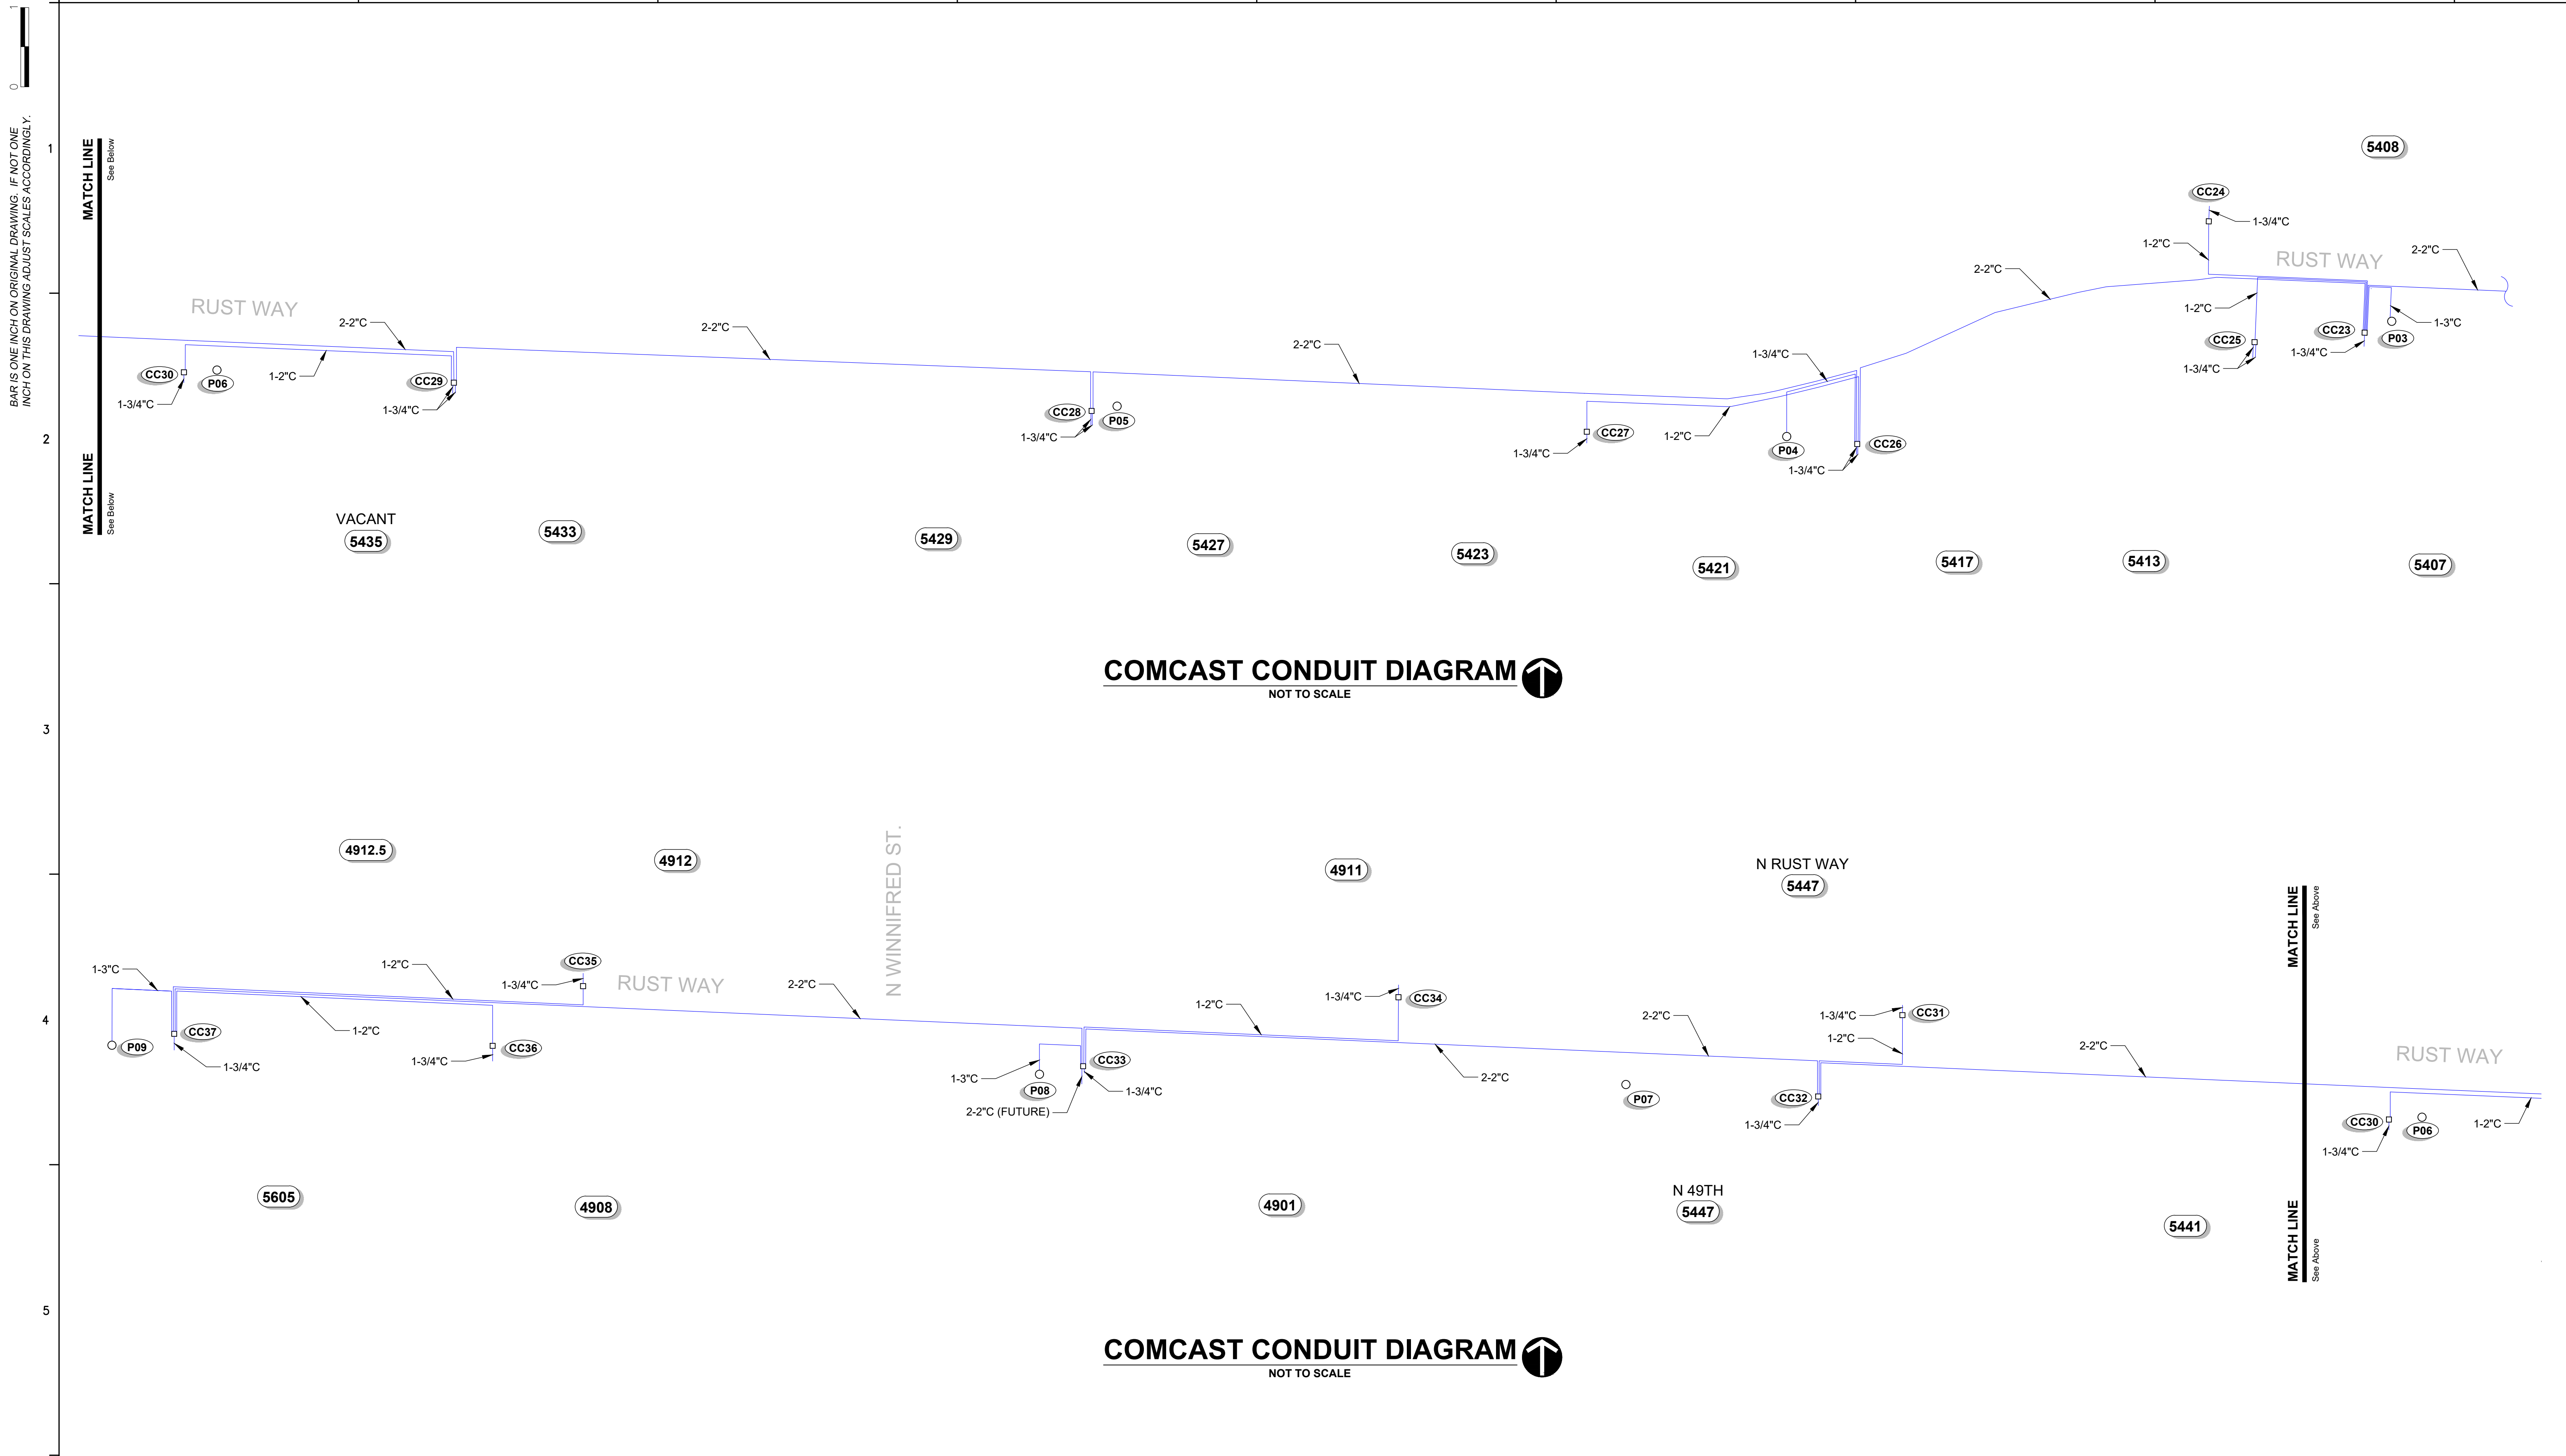 0 1
BAR IS ONE INCH ON ORIGINAL DRAWING. IF NOT ONE
INCH ON THIS DRAWING ADJUST SCALES ACCORDINGLY.
1
2
3
4
5
MATCH LINE
See Below
MATCH LINE
See Below
5408
CC24
1-3/4"C
1-2"C
RUST WAY
2-2"C
2-2"C
1-2"C
CC25
1-3/4"C
CC23
1-3/4"C
1-3"C
P03
RUST WAY
2-2"C
2-2"C
2-2"C
1-3/4"C
CC30
P06
1-2"C
CC29
1-3/4"C
1-3/4"C
CC28
P05
1-3/4"C
CC27
1-3/4"C
1-2"C
P04
CC26
1-3/4"C
VACANT
5435
5433
5429
5427
5423
5421
5417
5413
5407
COMCAST CONDUIT DIAGRAM
NOT TO SCALE
4912.5
4912
N WINNIFRED ST.
4911
N RUST WAY
5447
MATCH LINE
See Above
MATCH LINE
See Above
1-3"C
1-2"C
CC35
1-3/4"C
RUST WAY
2-2"C
1-2"C
1-3/4"C
CC34
2-2"C
1-3/4"C
CC31
1-2"C
2-2"C
RUST WAY
P09
CC37
1-2"C
1-3/4"C
1-3/4"C
CC36
1-3"C
P08
CC33
1-3/4"C
2-2"C (FUTURE)
2-2"C
P07
CC32
1-3/4"C
CC30
P06
1-3/4"C
1-2"C
5605
4908
4901
N 49TH
5447
5441
COMCAST CONDUIT DIAGRAM
NOT TO SCALE